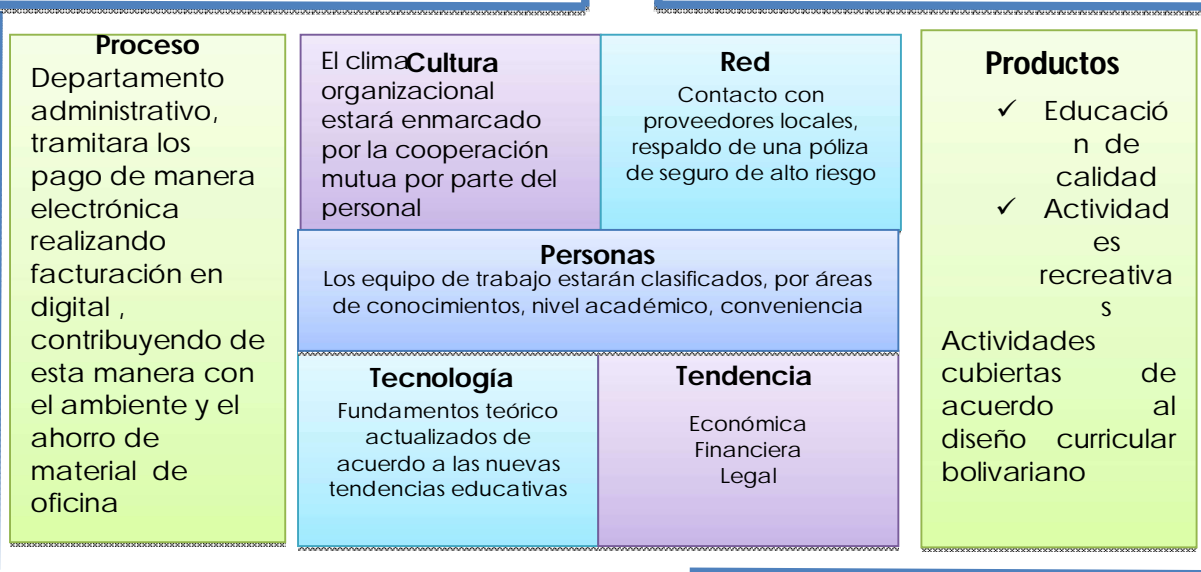 Proceso
Departamento
administrativo,
tramitara los
pago de manera
electrónica
realizando
facturación en
digital ,
contribuyendo de
esta manera con
el ambiente y el
ahorro de
material de
oficina
Cultura
El clima
organizacional
estará enmarcado
por la cooperación
mutua por parte del
personal
Red
Contacto con
proveedores locales,
respaldo de una póliza
de seguro de alto riesgo
Personas
Los equipo de trabajo estarán clasificados, por áreas
de conocimientos, nivel académico, conveniencia
Tecnología
Fundamentos teórico
actualizados de
acuerdo a las nuevas
tendencias educativas
Tendencia
Económica
Financiera
Legal
Productos
✓ Educació
n de
calidad
✓ Actividad
es
recreativa
s
Actividades
cubiertas de
acuerdo al
diseño curricular
bolivariano